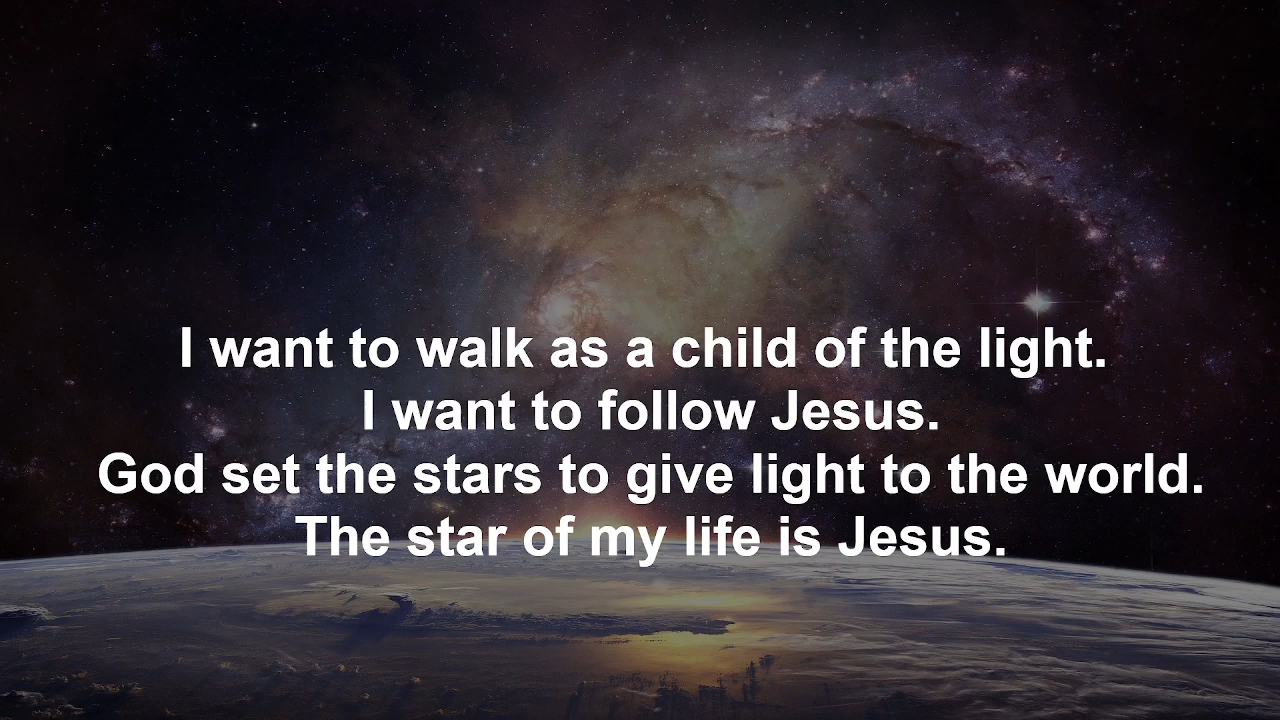 I want to walk as a child of the light.
I want to follow Jesus.
God set the stars to give light to the world.
The star of my life is Jesus.